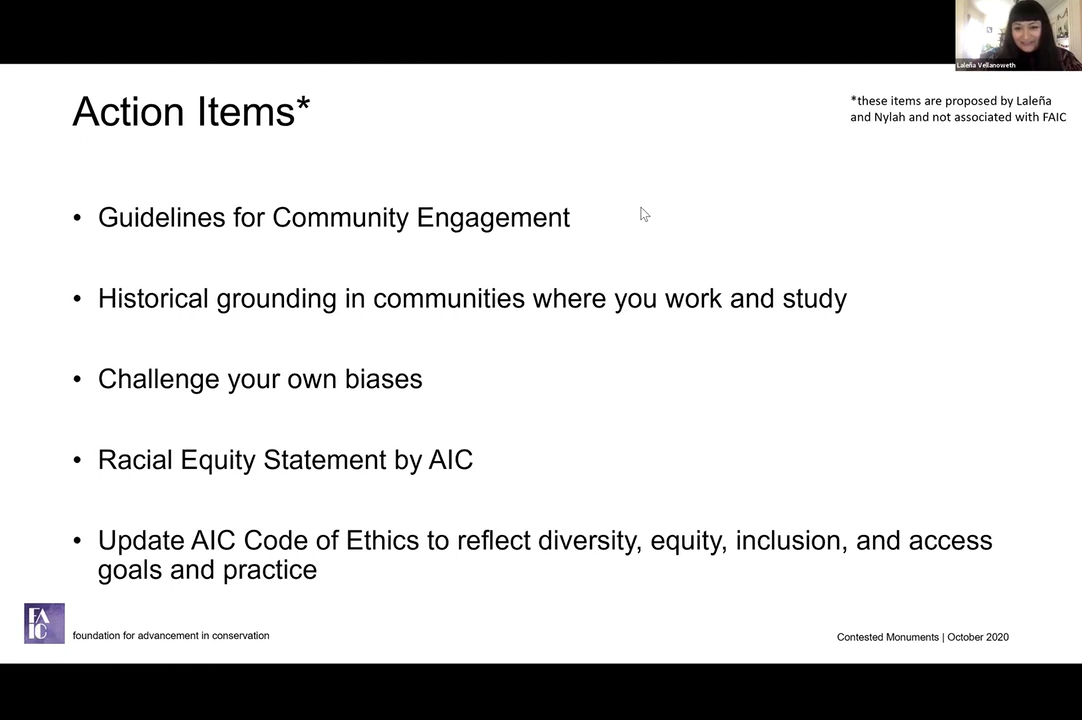 Laleña Vellanoweth
Action Items*
*these items are proposed by Laleña
and Nylah and not associated with FAIC
• Guidelines for Community Engagement
• Historical grounding in communities where you work and study
• Challenge your own biases
• Racial Equity Statement by AIC
• Update AIC Code of Ethics to reflect diversity, equity, inclusion, and access
goals and practice
FA
IC
foundation for advancement in conservation
Contested Monuments | October 2020